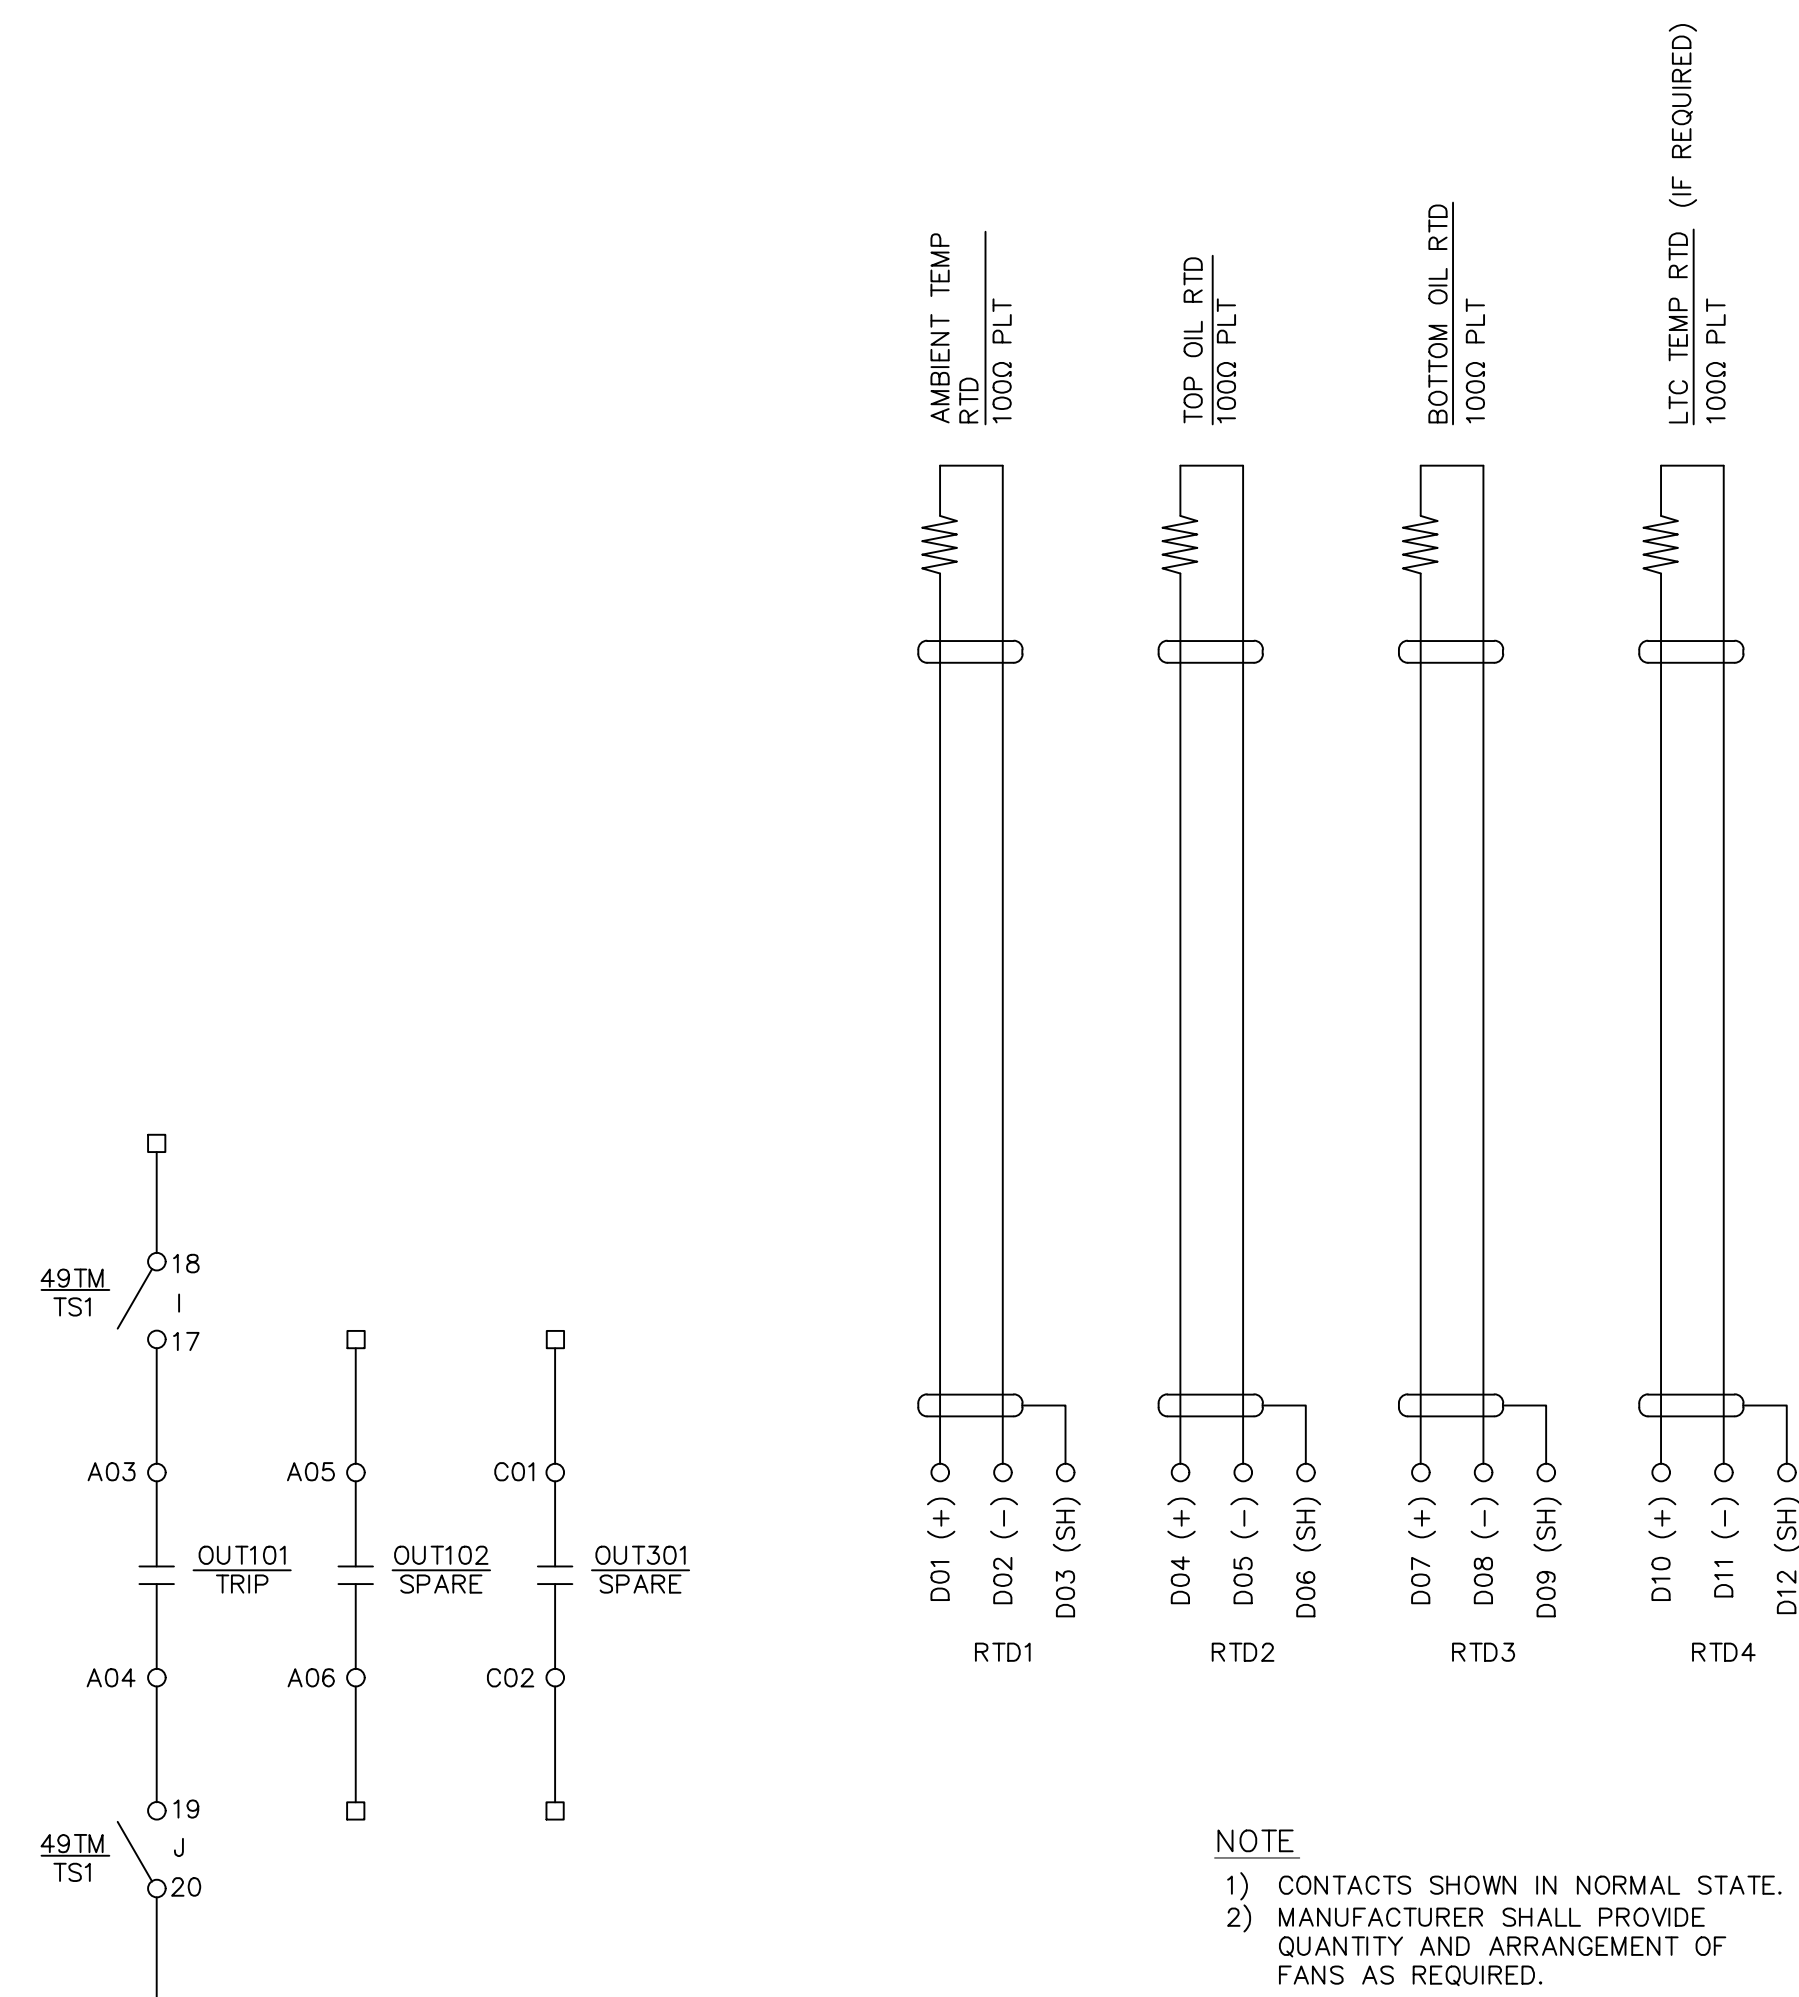 AMBIENT TEMP
RTD
100Ω PLT
TOP OIL RTD
100Ω PLT
BOTTOM OIL RTD
100Ω PLT
LTC TEMP RTD (IF REQUIRED)
100Ω PLT
18
49TM
TS1
I
17
A03
A05
C01
OUT101
TRIP
OUT102
SPARE
OUT301
SPARE
A04
A06
C02
19
49TM
TS1
J
20
D01 (+)
D02 (-)
D03 (SH)
RTD1
D04 (+)
D05 (-)
D06 (SH)
RTD2
D07 (+)
D08 (-)
D09 (SH)
RTD3
D10 (+)
D11 (-)
D12 (SH)
RTD4
NOTE
1) CONTACTS SHOWN IN NORMAL STATE.
2) MANUFACTURER SHALL PROVIDE
QUANTITY AND ARRANGEMENT OF
FANS AS REQUIRED.